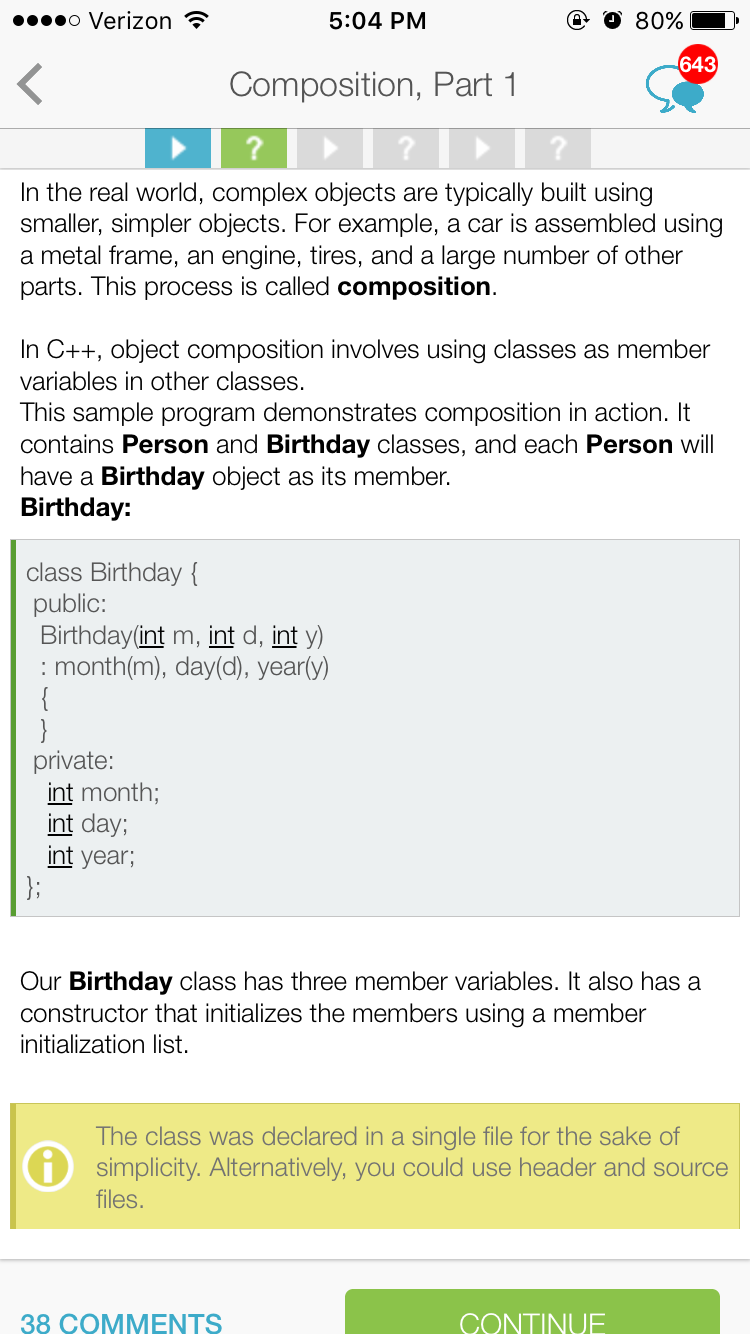 Verizon 5:04 PM 80%
Composition, Part 1
643
? ? ?
In the real world, complex objects are typically built using
smaller, simpler objects. For example, a car is assembled using
a metal frame, an engine, tires, and a large number of other
parts. This process is called composition.
In C++, object composition involves using classes as member
variables in other classes.
This sample program demonstrates composition in action. It
contains Person and Birthday classes, and each Person will
have a Birthday object as its member.
Birthday:
class Birthday {
public:
Birthday(int m, int d, int y)
: month(m), day(d), year(y)
{
}
private:
int month;
int day;
int year;
};
Our Birthday class has three member variables. It also has a
constructor that initializes the members using a member
initialization list.
The class was declared in a single file for the sake of
simplicity. Alternatively, you could use header and source
files.
38 COMMENTS
CONTINUE